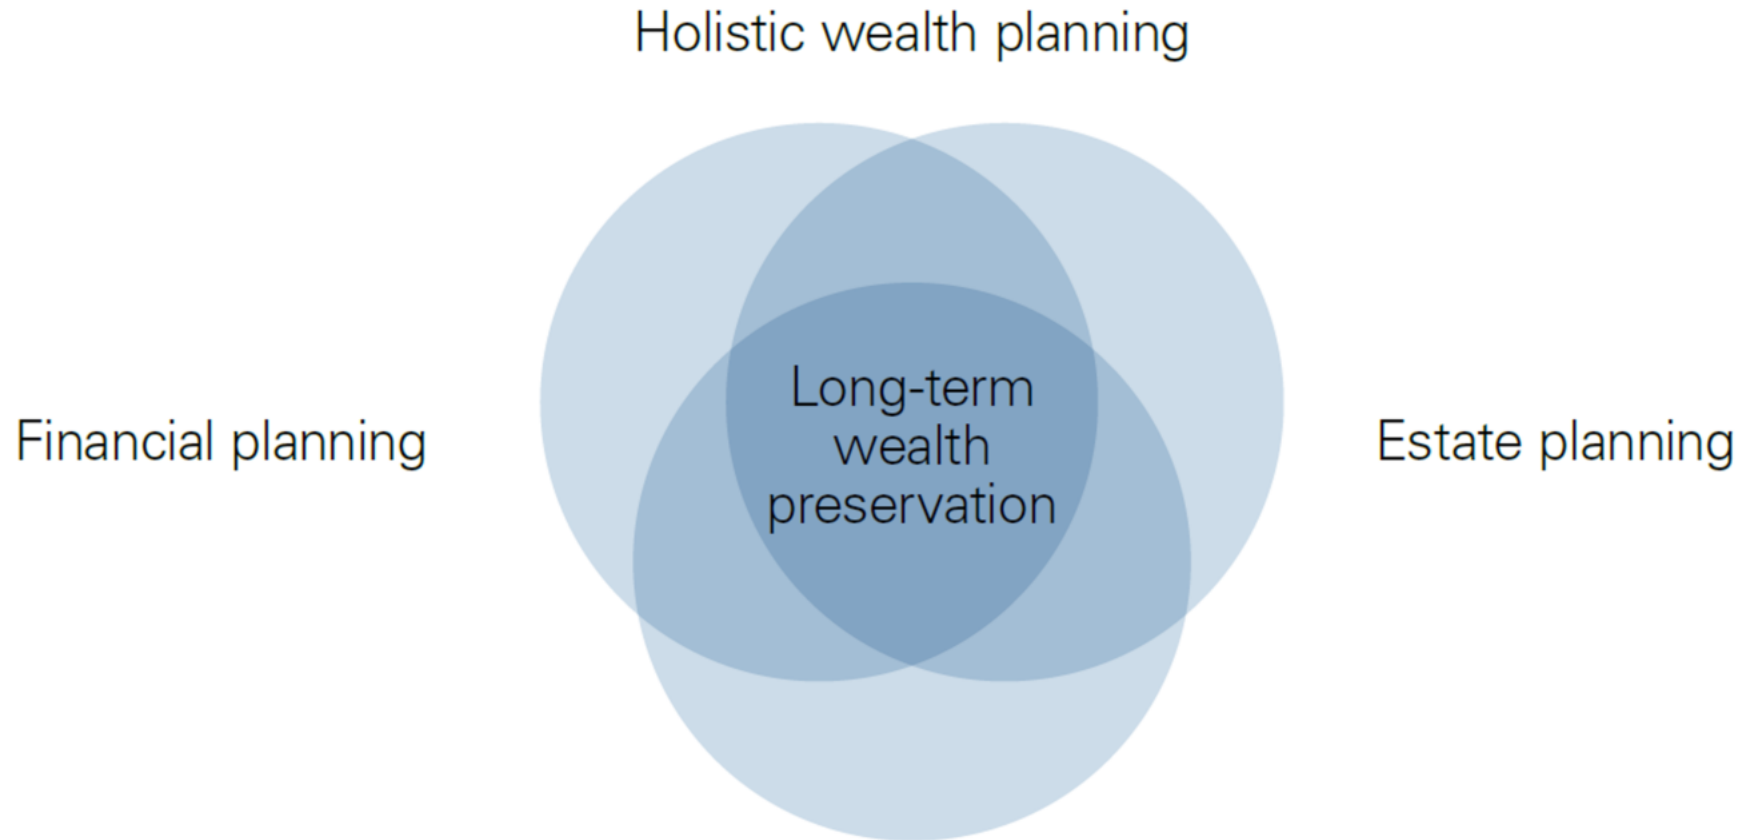 Holistic wealth planning
Long-term
wealth
preservation
Financial planning
Estate planning